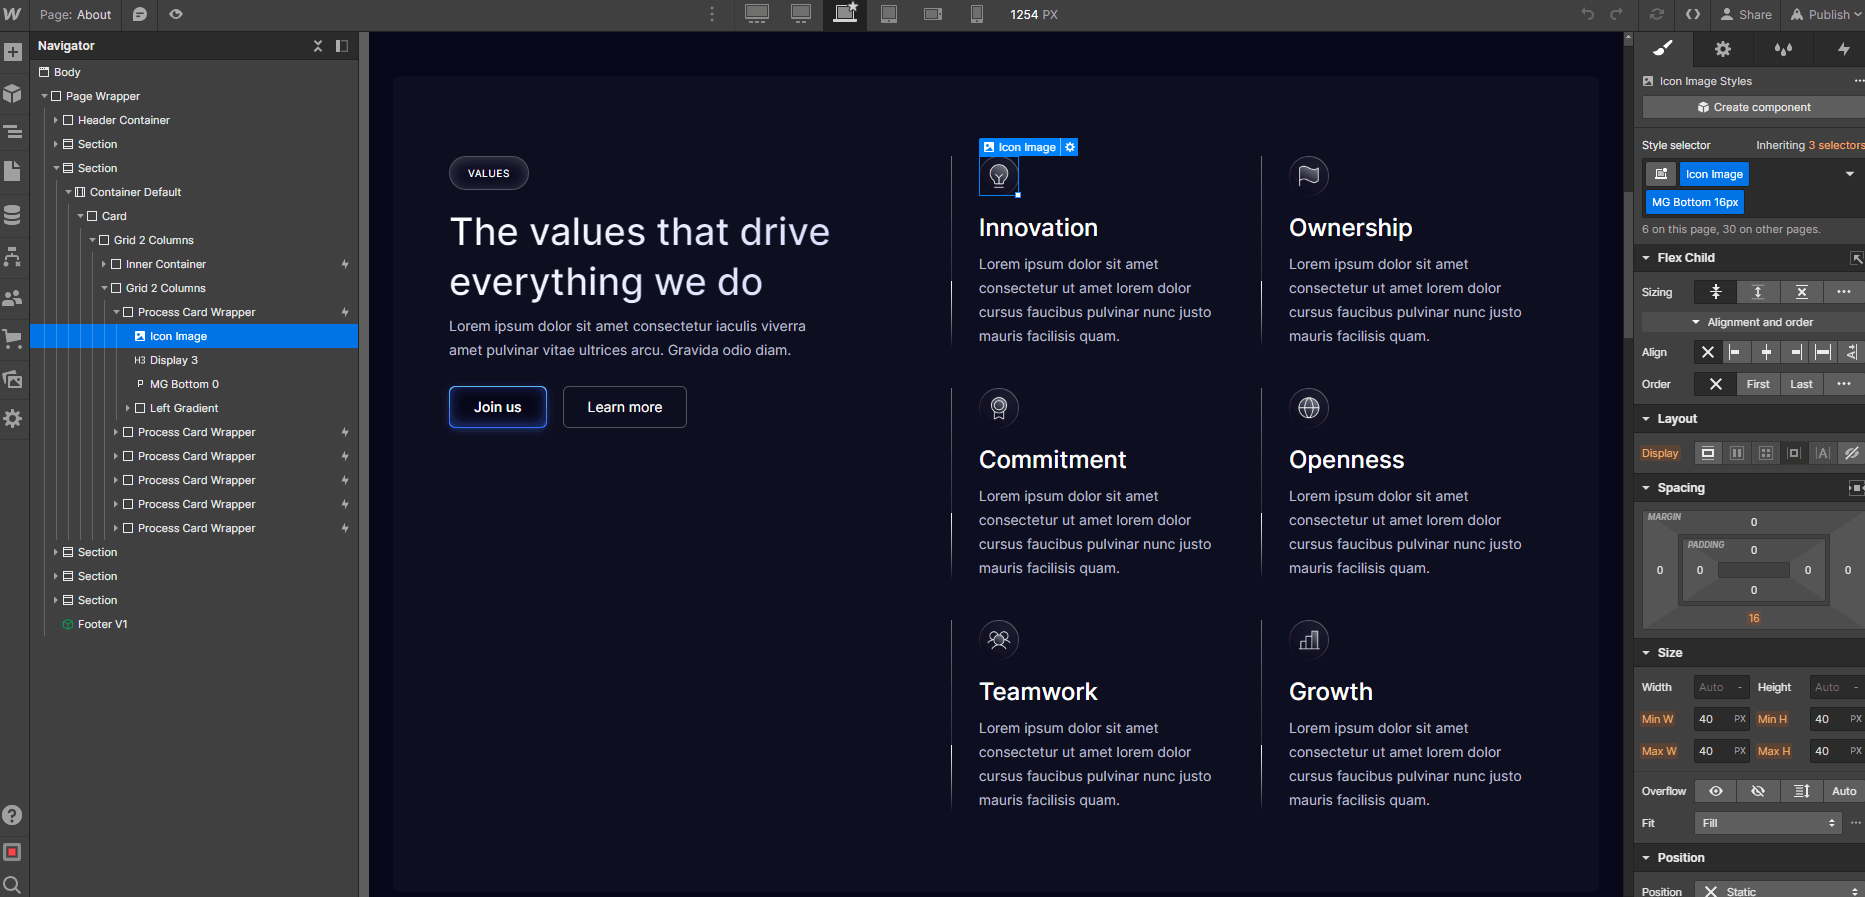 Page: About
1254 PX
Share
Publish
Navigator
Body
Page Wrapper
Header Container
Section
Section
Container Default
Card
Grid 2 Columns
Inner Container
Grid 2 Columns
Process Card Wrapper
Icon Image
H3 Display 3
P MG Bottom 0
Left Gradient
Process Card Wrapper
Process Card Wrapper
Process Card Wrapper
Process Card Wrapper
Process Card Wrapper
Section
Section
Section
Footer V1
VALUES
The values that drive
everything we do
Lorem ipsum dolor sit amet consectetur iaculis viverra
amet pulvinar vitae ultrices arcu. Gravida odio diam.
Join us
Learn more
Icon Image
Innovation
Lorem ipsum dolor sit amet
consectetur ut amet lorem dolor
cursus faucibus pulvinar nunc justo
mauris facilisis quam.
Ownership
Lorem ipsum dolor sit amet
consectetur ut amet lorem dolor
cursus faucibus pulvinar nunc justo
mauris facilisis quam.
Commitment
Lorem ipsum dolor sit amet
consectetur ut amet lorem dolor
cursus faucibus pulvinar nunc justo
mauris facilisis quam.
Openness
Lorem ipsum dolor sit amet
consectetur ut amet lorem dolor
cursus faucibus pulvinar nunc justo
mauris facilisis quam.
Teamwork
Lorem ipsum dolor sit amet
consectetur ut amet lorem dolor
cursus faucibus pulvinar nunc justo
mauris facilisis quam.
Growth
Lorem ipsum dolor sit amet
consectetur ut amet lorem dolor
cursus faucibus pulvinar nunc justo
mauris facilisis quam.
Icon Image Styles
Create component
Style selector Inheriting 3 selectors
Icon Image
MG Bottom 16px
6 on this page, 30 on other pages.
Flex Child
Sizing
Alignment and order
Align
Order First Last
Layout
Display
Spacing
MARGIN
0
PADDING
0
0 0 0 0
0
16
Size
Width Auto - Height Auto -
Min W 40 PX Min H 40 PX
Max W 40 PX Max H 40 PX
Overflow Auto
Fit Fill
Position
Position Static